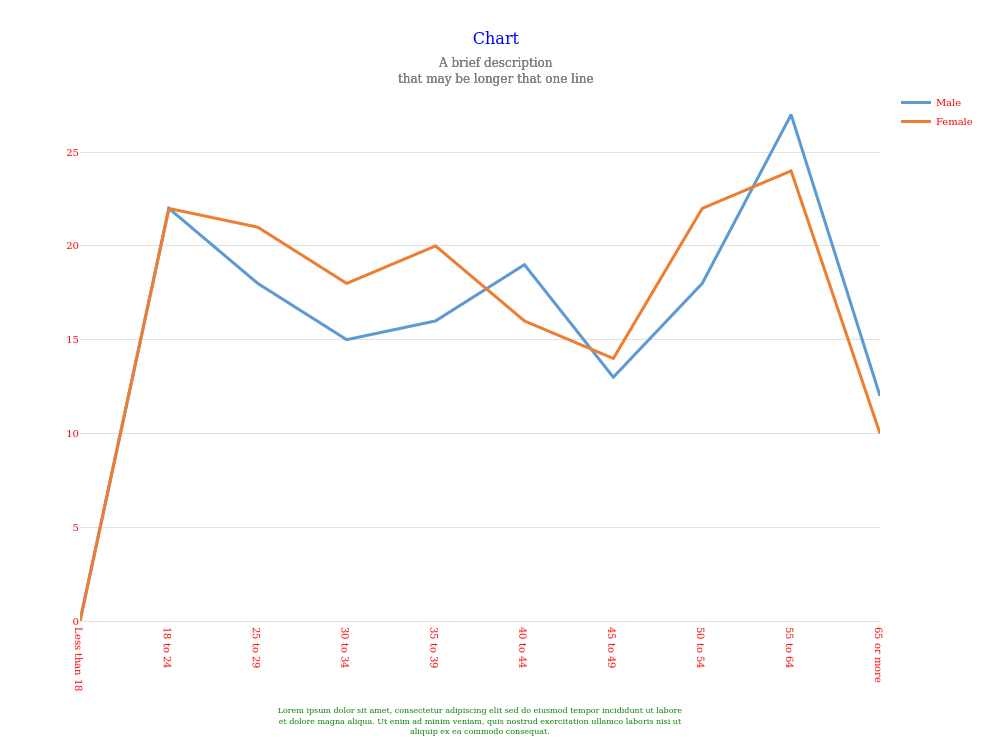 Chart
A brief description
that may be longer that one line
Male
Female
25
20
15
10
5
0
Less than 18
18 to 24
25 to 29
30 to 34
35 to 39
40 to 44
45 to 49
50 to 54
55 to 64
65 or more
Lorem ipsum dolor sit amet, consectetur adipiscing elit sed do eiusmod tempor incididunt ut labore
et dolore magna aliqua. Ut enim ad minim veniam, quis nostrud exercitation ullamco laboris nisi ut
aliquip ex ea commodo consequat.